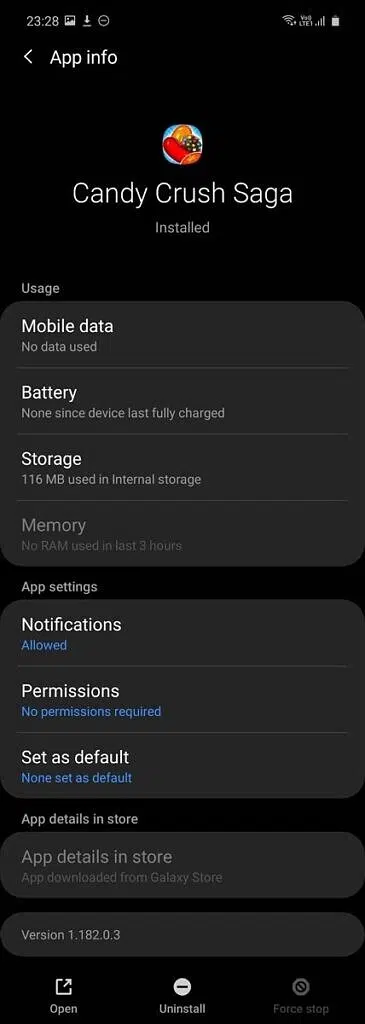 23:28 Vo) LTE1
App info
Candy Crush Saga
Installed
Usage
Mobile data
No data used
Battery
None since device last fully charged
Storage
116 MB used in Internal storage
Memory
No RAM used in last 3 hours
App settings
Notifications
Allowed
Permissions
No permissions required
Set as default
None set as default
App details in store
App details in store
App downloaded from Galaxy Store
Version 1.182.0.3
Open Uninstall Force stop